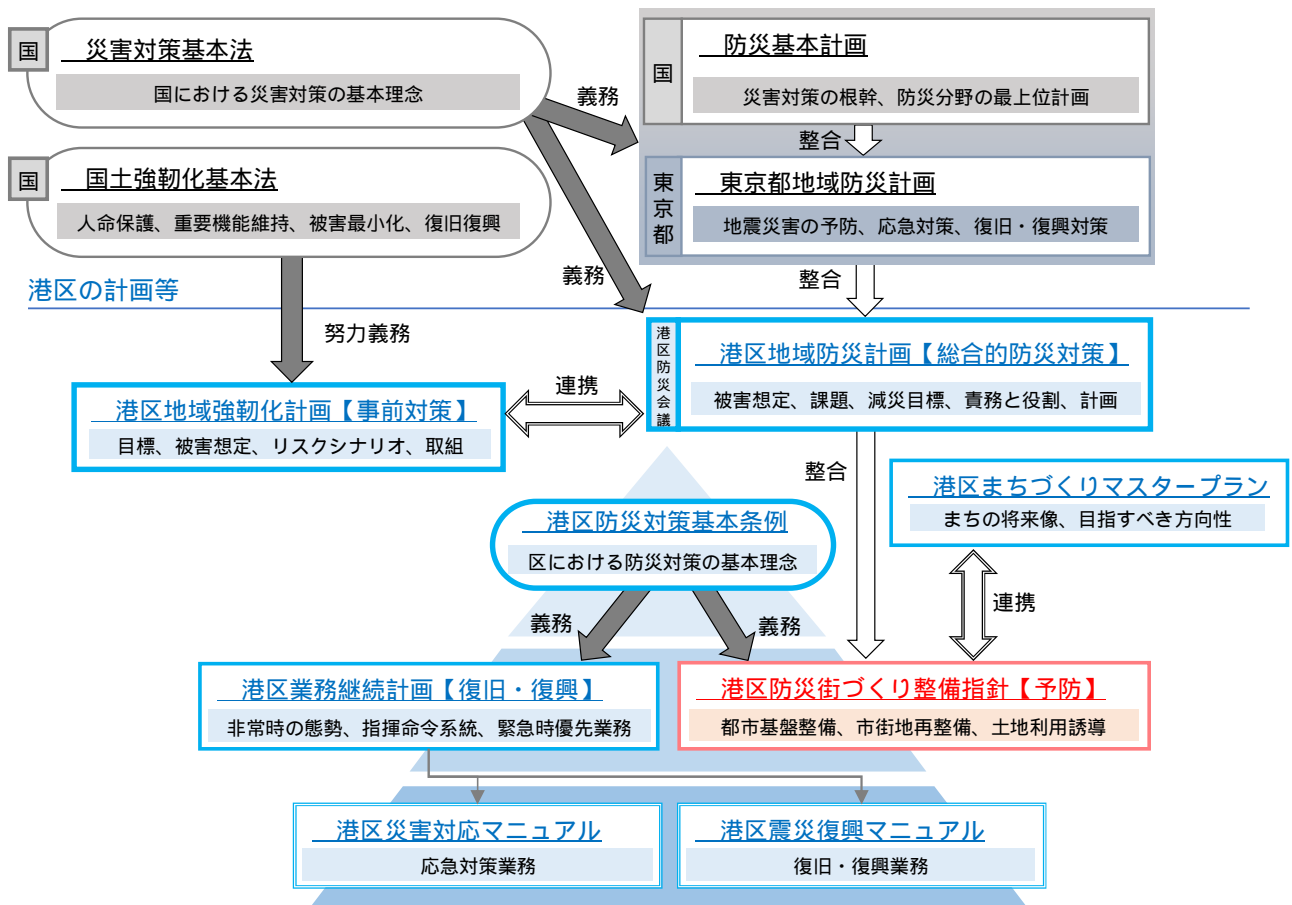 国
災害対策基本法
国における災害対策の基本理念
国
防災基本計画
災害対策の根幹、防災分野の最上位計画
義務
整合
国
国土強靭化基本法
人命保護、重要機能維持、被害最小化、復旧復興
東京都
東京都地域防災計画
地震災害の予防、応急対策、復旧・復興対策
義務
整合
港区の計画等
努力義務
港区防災会議
港区地域防災計画【総合的防災対策】
被害想定、課題、減災目標、責務と役割、計画
連携
港区地域強靭化計画【事前対策】
目標、被害想定、リスクシナリオ、取組
整合
港区まちづくりマスタープラン
まちの将来像、目指すべき方向性
港区防災対策基本条例
区における防災対策の基本理念
連携
義務
義務
港区業務継続計画【復旧・復興】
非常時の態勢、指揮命令系統、緊急時優先業務
港区防災街づくり整備指針【予防】
都市基盤整備、市街地再整備、土地利用誘導
港区災害対応マニュアル
応急対策業務
港区震災復興マニュアル
復旧・復興業務